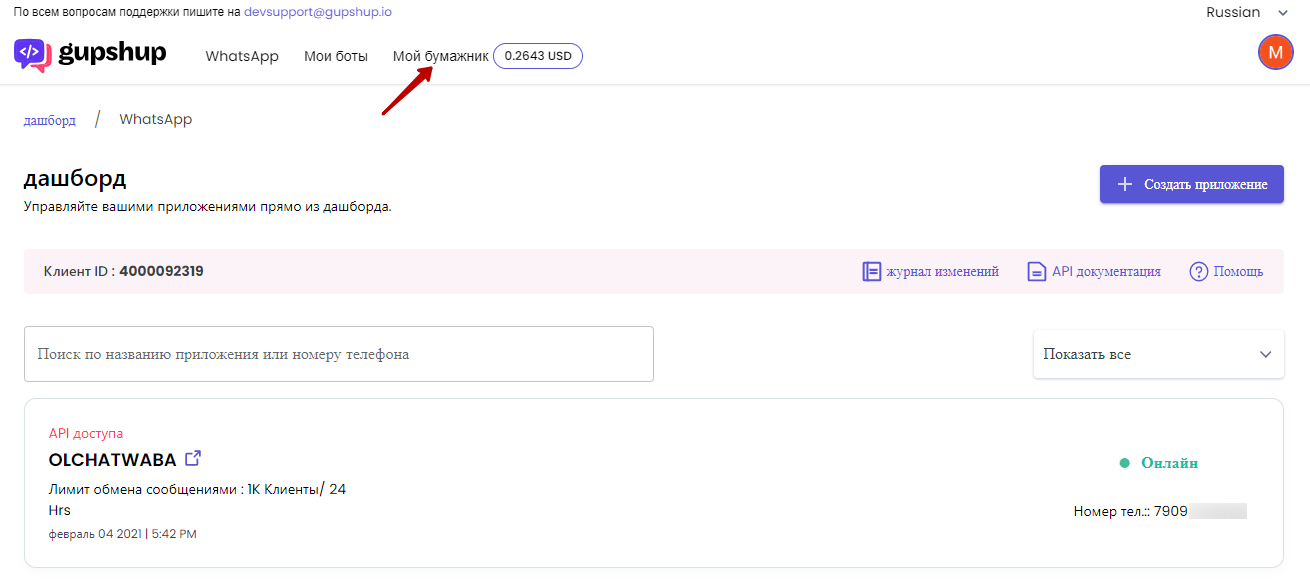 По всем вопросам поддержки пишите на devsupport@gupshup.io
Russian
gupshup
WhatsApp
Мои боты
Мой бумажник
0.2643 USD
M
дашборд / WhatsApp
дашборд
Управляйте вашими приложениями прямо из дашборда.
+ Создать приложение
Клиент ID : 4000092319
журнал изменений
API документация
Помощь
Поиск по названию приложения или номеру телефона
Показать все
API доступа
OLCHATWABA
Лимит обмена сообщениями : 1K Клиенты/ 24
Hrs
февраль 04 2021 | 5:42 PM
Онлайн
Номер тел.:: 7909